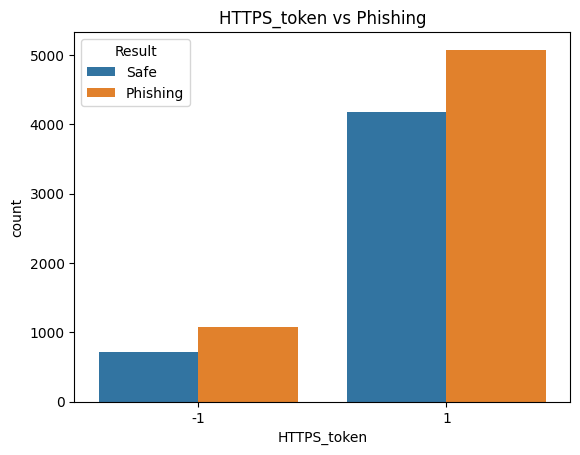 HTTPS_token vs Phishing
Result
Safe
Phishing
5000
4000
3000
2000
1000
0
count
-1
1
HTTPS_token